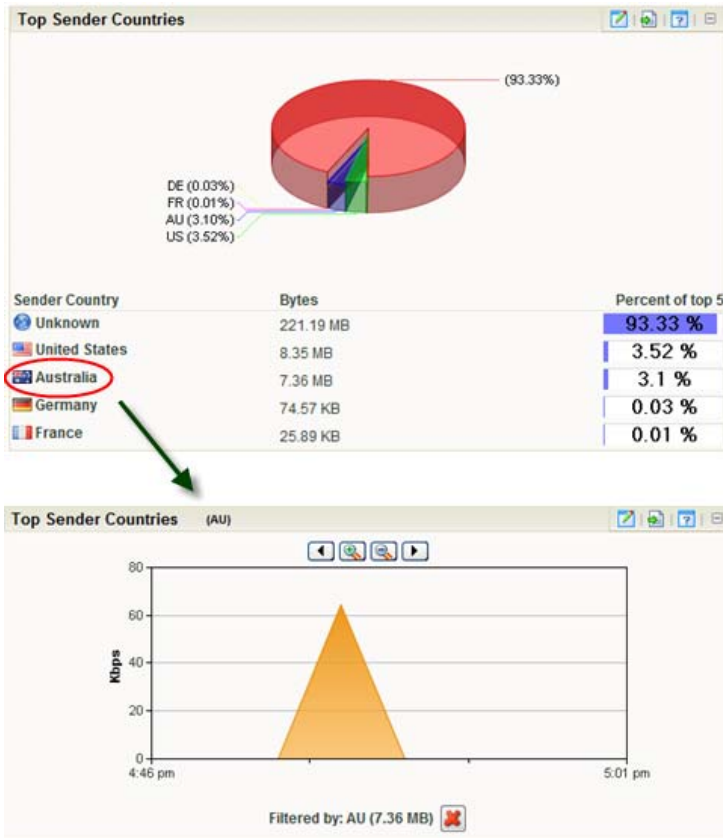 Top Sender Countries
(93.33%)
DE (0.03%)
FR (0.01%)
AU (3.10%)
US (3.52%)
Sender Country Bytes Percent of top 5
Unknown 221.19 MB 93.33 %
United States 8.35 MB 3.52 %
Australia 7.36 MB 3.1 %
Germany 74.57 KB 0.03 %
France 25.89 KB 0.01 %
Top Sender Countries (AU)
80
60
Kbps
40
20
0
4:46 pm 5:01 pm
Filtered by: AU (7.36 MB)